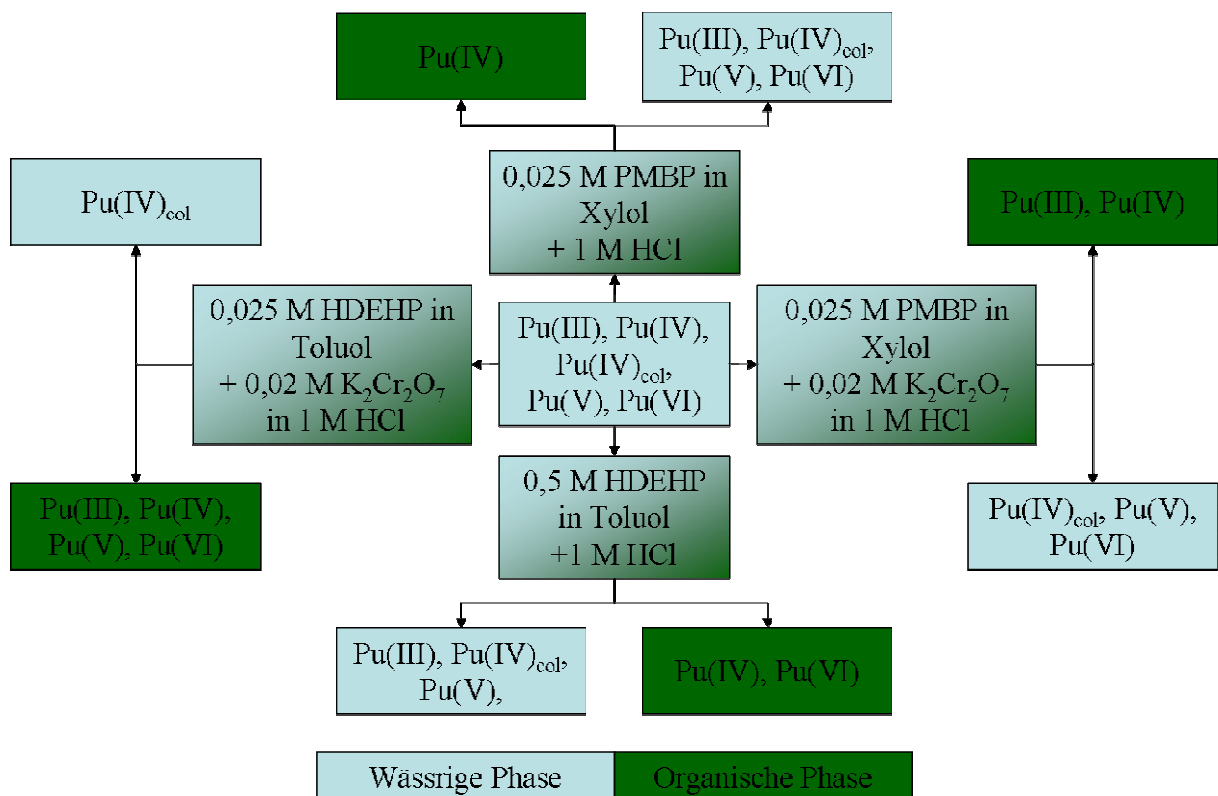 Pu(IV)
Pu(III), Pu(IV)col,
Pu(V), Pu(VI)
Pu(IV)col
0,025 M PMBP in
Xylol
+ 1 M HCl
Pu(III), Pu(IV)
0,025 M HDEHP in
Toluol
+ 0,02 M K2Cr2O7
in 1 M HCl
Pu(III), Pu(IV),
Pu(IV)col,
Pu(V), Pu(VI)
0,025 M PMBP in
Xylol
+ 0,02 M K2Cr2O7
in 1 M HCl
Pu(III), Pu(IV),
Pu(V), Pu(VI)
0,5 M HDEHP
in Toluol
+1 M HCl
Pu(IV)col, Pu(V),
Pu(VI)
Pu(III), Pu(IV)col,
Pu(V),
Pu(IV), Pu(VI)
Wässrige Phase
Organische Phase